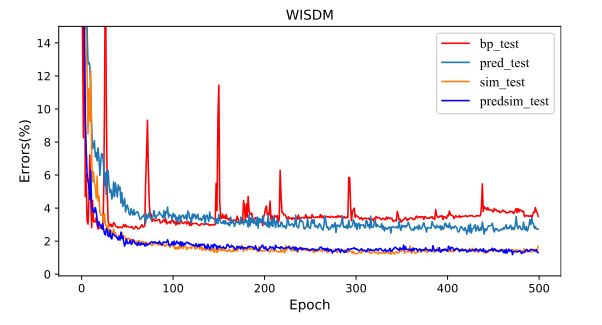 WISDM
Errors(%)
14
12
10
8
6
4
2
0
bp_test
pred_test
sim_test
predsim_test
0 100 200 300 400 500
Epoch